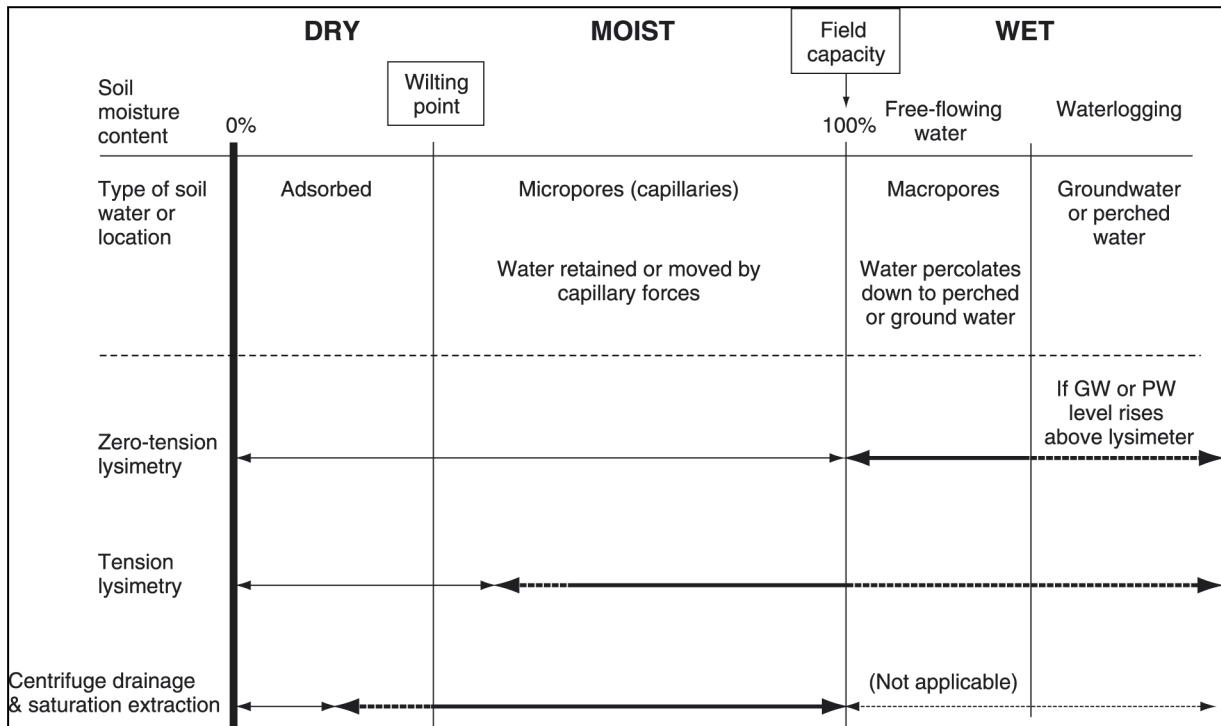 DRY
MOIST
WET
Field
capacity
Wilting
point
Soil
moisture
content
0%
100%
Free-flowing
water
Waterlogging
Type of soil
water or
location
Adsorbed
Micropores (capillaries)
Macropores
Groundwater
or perched
water
Water retained or moved by
capillary forces
Water percolates
down to perched
or ground water
If GW or PW
level rises
above lysimeter
Zero-tension
lysimetry
Tension
lysimetry
Centrifuge drainage
& saturation extraction
(Not applicable)